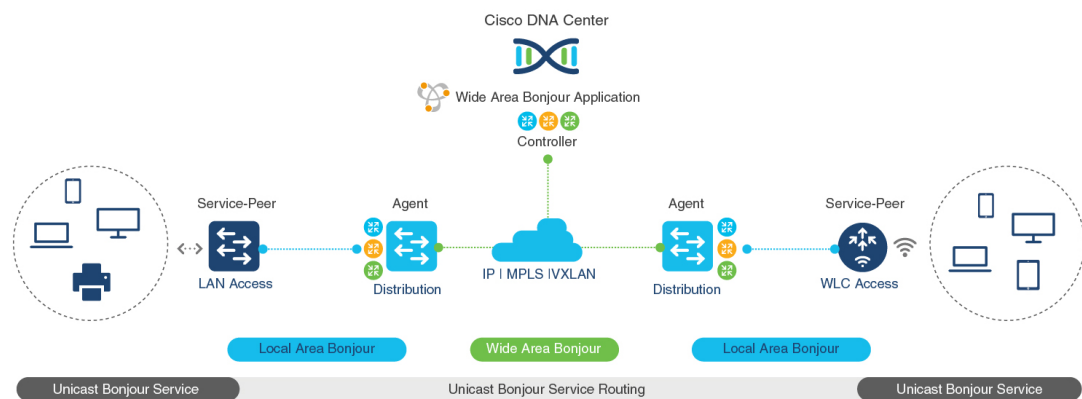 Cisco DNA Center
Wide Area Bonjour Application
Controller
Service-Peer
Agent
Agent
Service-Peer
IP | MPLS |VXLAN
LAN Access
Distribution
Distribution
WLC Access
Local Area Bonjour
Wide Area Bonjour
Local Area Bonjour
Unicast Bonjour Service
Unicast Bonjour Service Routing
Unicast Bonjour Service